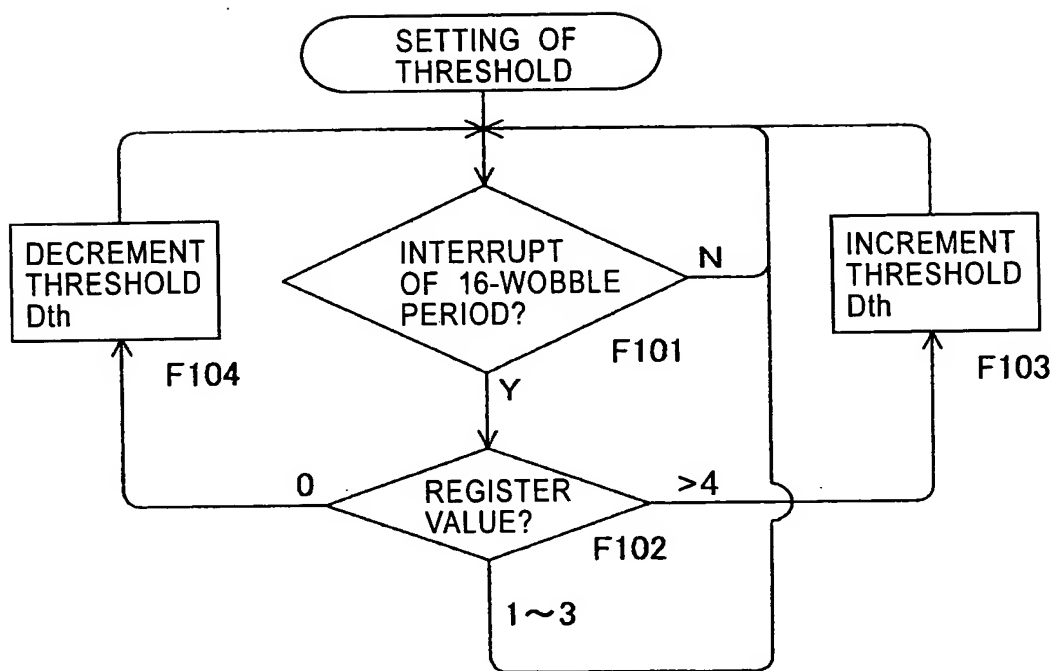 SETTING OF
THRESHOLD
DECREMENT
THRESHOLD
Dth
F104
INTERRUPT
OF 16-WOBBLE
PERIOD?
N
F101
INCREMENT
THRESHOLD
Dth
F103
Y
0
REGISTER
VALUE?
>4
F102
1~3